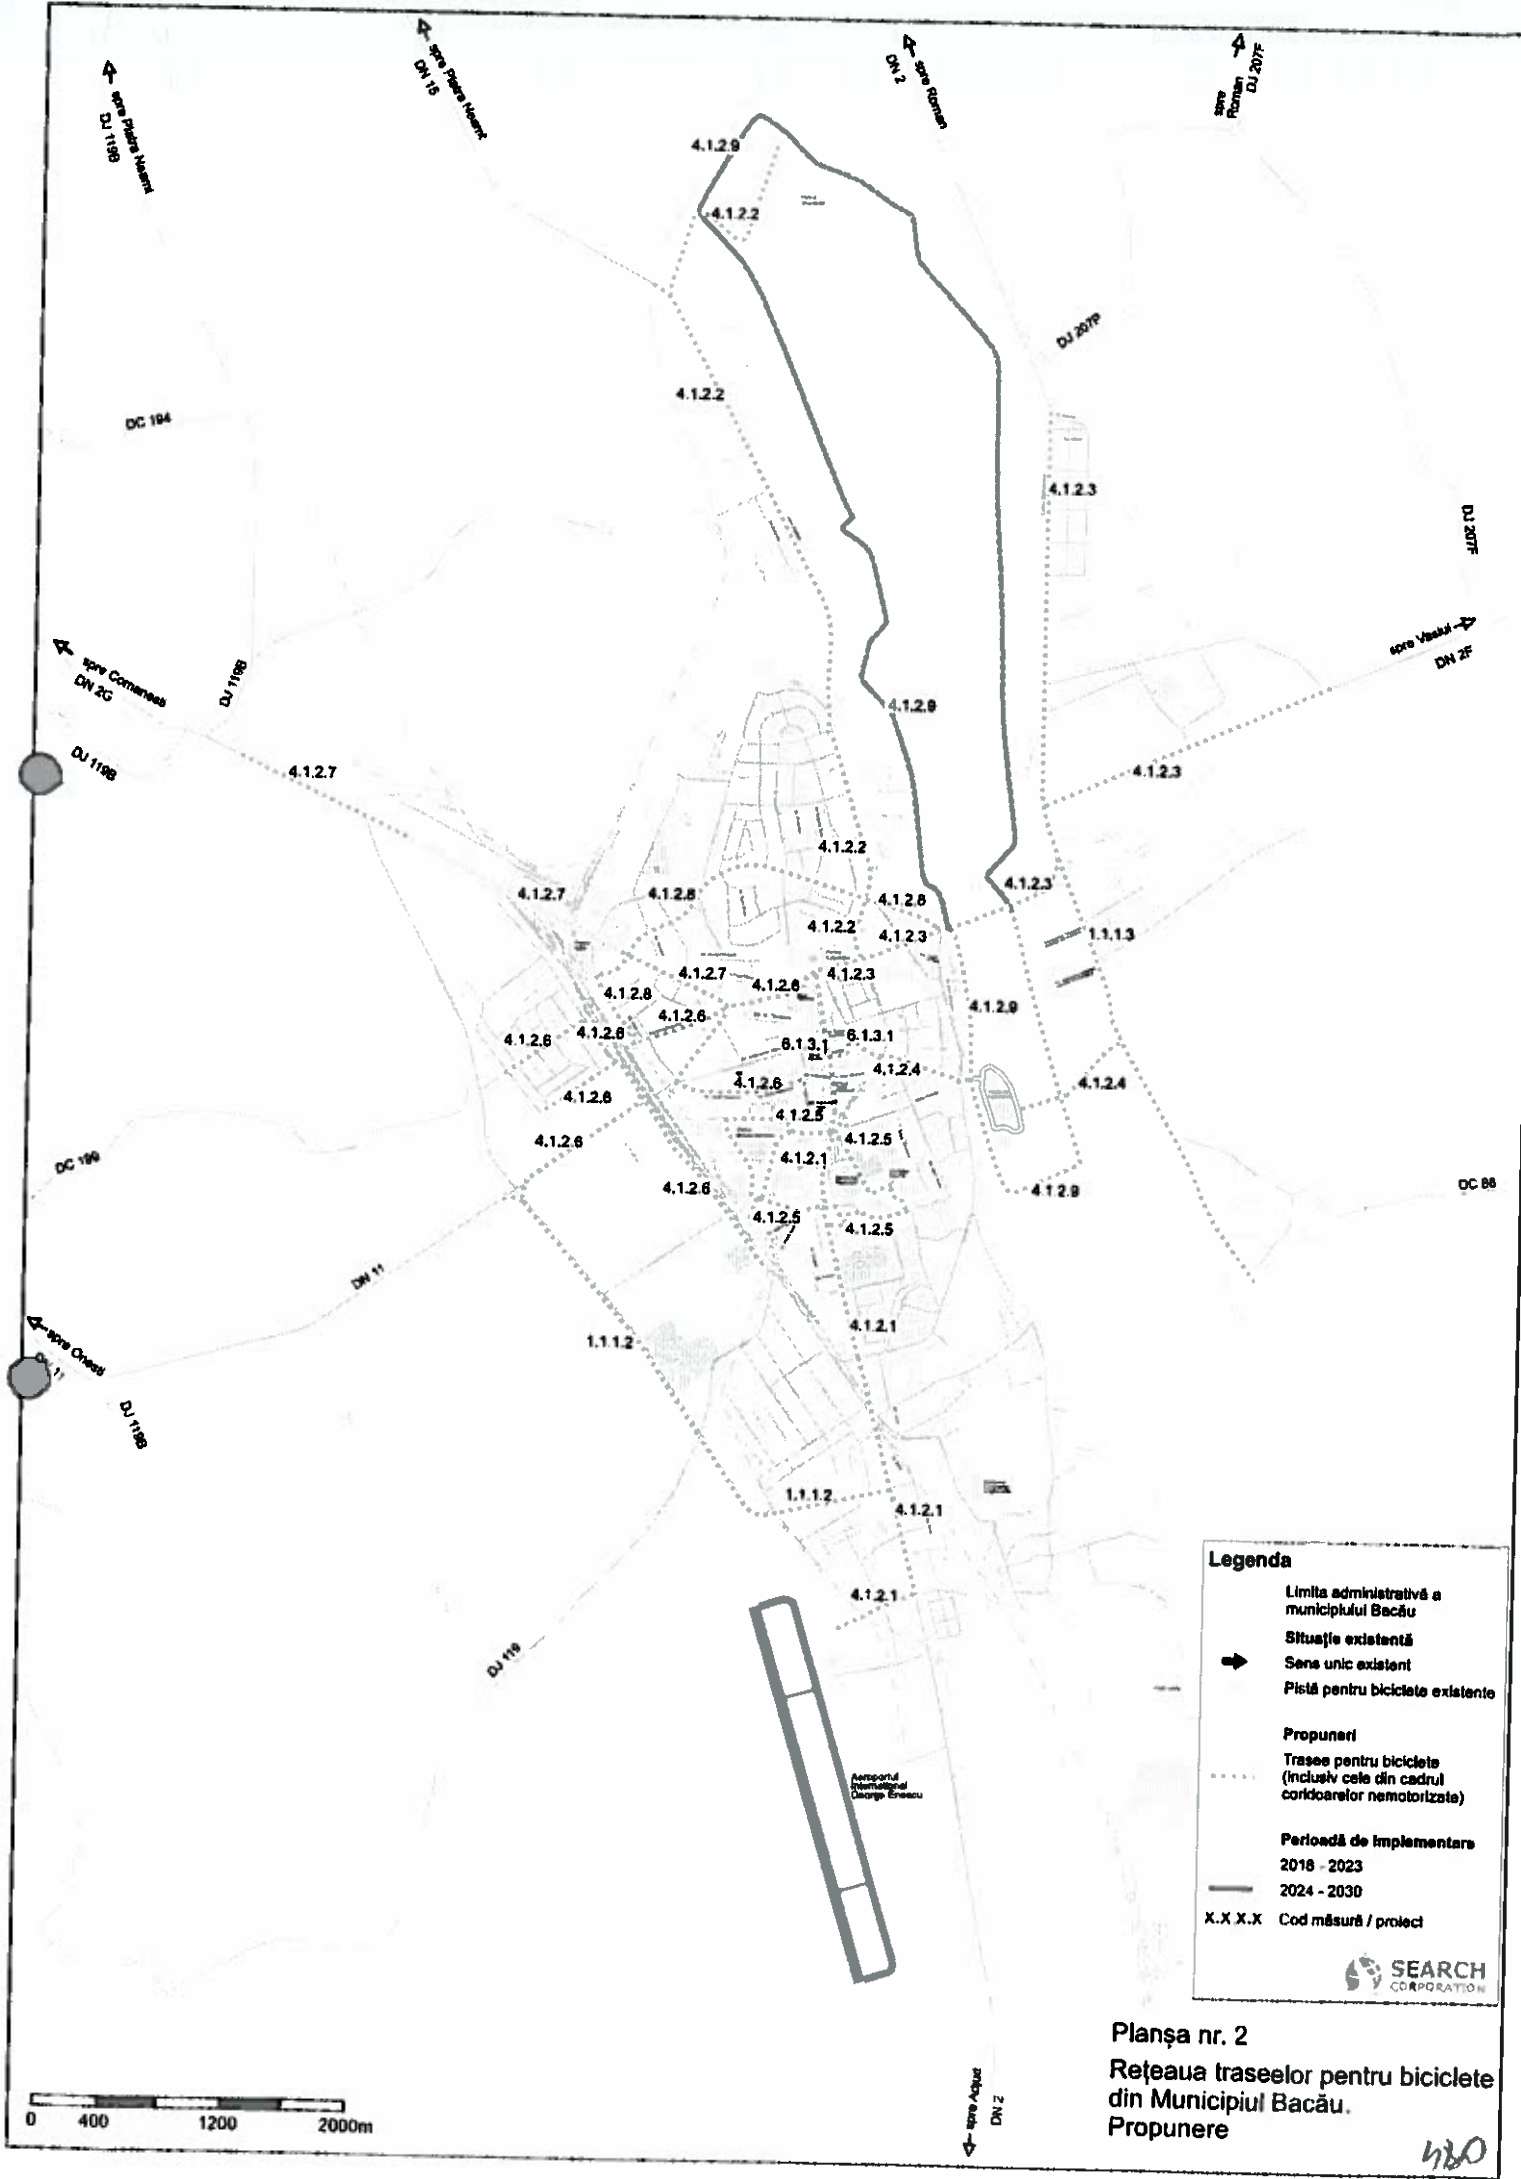 spre Piatra Neamt
DJ 119B
spre Piatra Neamt
DN 15
spre Roman
DN 2
spre
Roman
DJ 207F
4.1.2.9
4.1.2.2
DJ 207P
4.1.2.2
DC 194
4.1.2.3
DJ 207F
spre Vaslui
DN 2F
spre Comanesti
DN 2G
DJ 119B
4.1.2.9
DJ 119B
4.1.2.7
4.1.2.3
4.1.2.2
4.1.2.7
4.1.2.8
4.1.2.8
4.1.2.3
4.1.2.2
4.1.2.3
1.1.1.3
4.1.2.7
4.1.2.6
4.1.2.3
4.1.2.8
4.1.2.6
4.1.2.9
4.1.2.6
4.1.2.6
6.1.3.1
6.1.3.1
4.1.2.4
4.1.2.6
4.1.2.4
4.1.2.6
4.1.2.5
4.1.2.6
4.1.2.5
4.1.2.1
DC 199
4.1.2.6
4.1.2.9
DC 86
4.1.2.5
4.1.2.5
DN 11
spre Onesti
1.1.1.2
4.1.2.1
DJ 119B
1.1.1.2
4.1.2.1
4.1.2.1
DJ 119
Aeroportul
International
George Enescu
Legenda
Limita administrativă a
municipiului Bacău
Situație existentă
Sens unic existent
Pistă pentru biciclete existente
Propuneri
Trasee pentru biciclete
(inclusiv cele din cadrul
coridoarelor nemotorizate)
Perioadă de implementare
2018 - 2023
2024 - 2030
X.X.X.X Cod măsură / proiect
SEARCH
CORPORATION
Planșa nr. 2
Rețeaua traseelor pentru biciclete
din Municipiul Bacău.
Propunere
spre Adjud
DN 2
0 400 1200 2000m
480